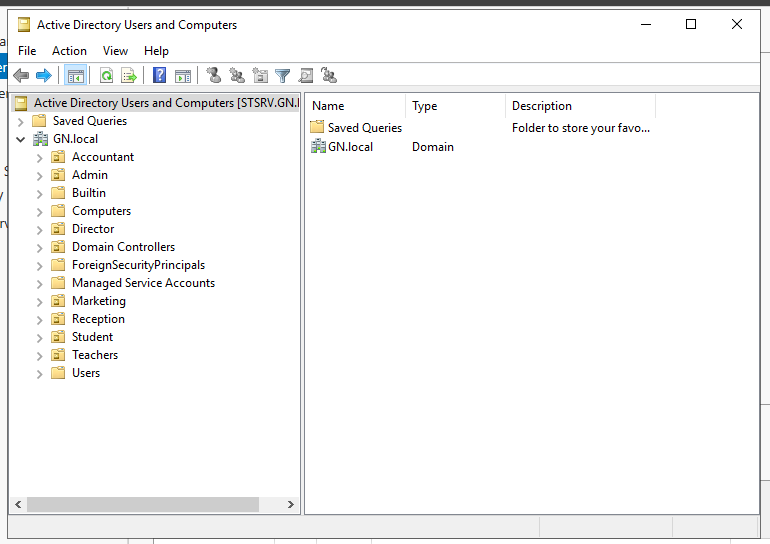 Active Directory Users and Computers
File Action View Help
Active Directory Users and Computers [STSRV.GN.l
Saved Queries
GN.local
Accountant
Admin
Builtin
Computers
Director
Domain Controllers
ForeignSecurityPrincipals
Managed Service Accounts
Marketing
Reception
Student
Teachers
Users
Name Type Description
Saved Queries Folder to store your favo...
GN.local Domain